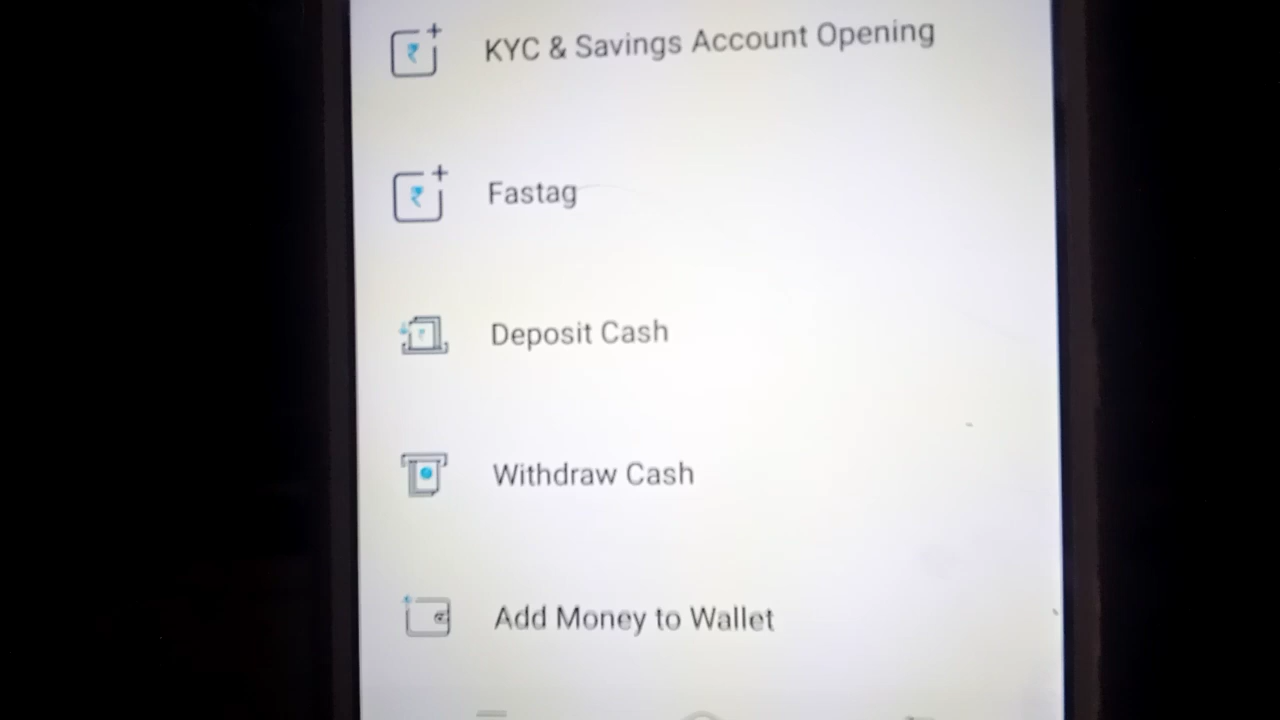 KYC & Savings Account Opening
Fastag
Deposit Cash
Withdraw Cash
Add Money to Wallet